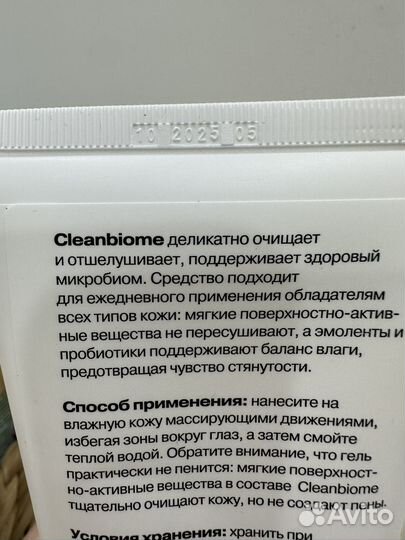 10 2025 05
Cleanbiome деликатно очищает
и отшелушивает, поддерживает здоровый
микробиом. Средство подходит
для ежедневного применения обладателям
всех типов кожи: мягкие поверхностно-актив-
ные вещества не пересушивают, а эмоленты и
пробиотики поддерживают баланс влаги,
предотвращая чувство стянутости.
Способ применения: нанесите на
влажную кожу массирующими движениями,
избегая зоны вокруг глаз, а затем смойте
теплой водой. Обратите внимание, что гель
практически не пенится: мягкие поверхност-
но-активные вещества в составе Cleanbiome
тщательно очищают кожу, но не создают пены.
Условия хранения: хранить при
Avito